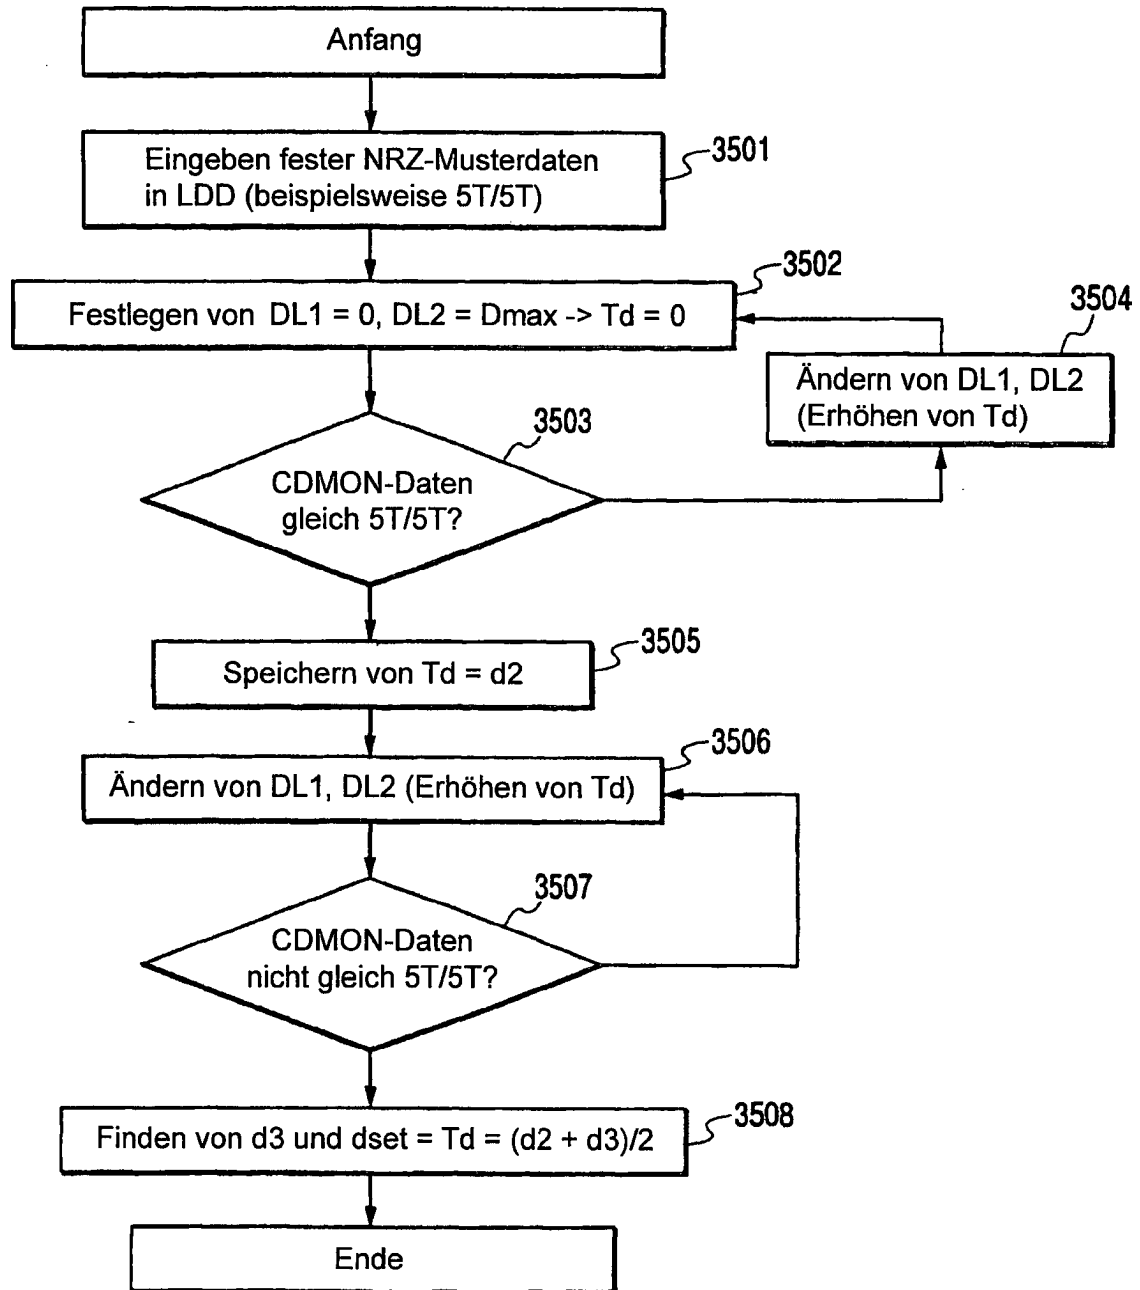 Anfang
Eingeben fester NRZ-Musterdaten
in LDD (beispielsweise 5T/5T)
3501
Festlegen von DL1 = 0, DL2 = Dmax -> Td = 0
3502
3504
Ändern von DL1, DL2
(Erhöhen von Td)
3503
CDMON-Daten
gleich 5T/5T?
3505
Speichern von Td = d2
3506
Ändern von DL1, DL2 (Erhöhen von Td)
3507
CDMON-Daten
nicht gleich 5T/5T?
3508
Finden von d3 und dset = Td = (d2 + d3)/2
Ende